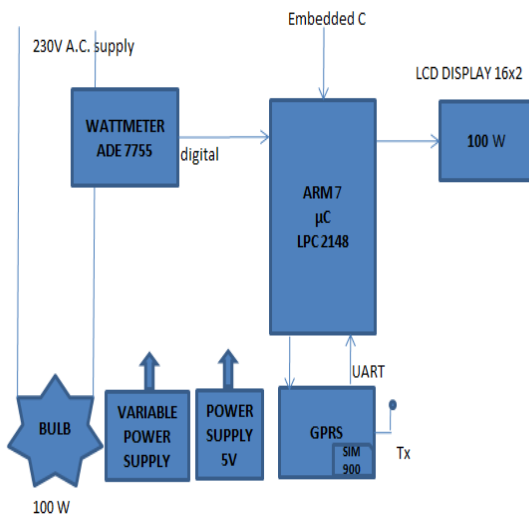 Embedded C
230V A.C. supply
LCD DISPLAY 16x2
WATTMETER
ADE 7755
digital
100 W
ARM 7
µC
LPC 2148
UART
BULB
VARIABLE
POWER
SUPPLY
POWER
SUPPLY
5V
GPRS
SIM
900
Tx
100 W